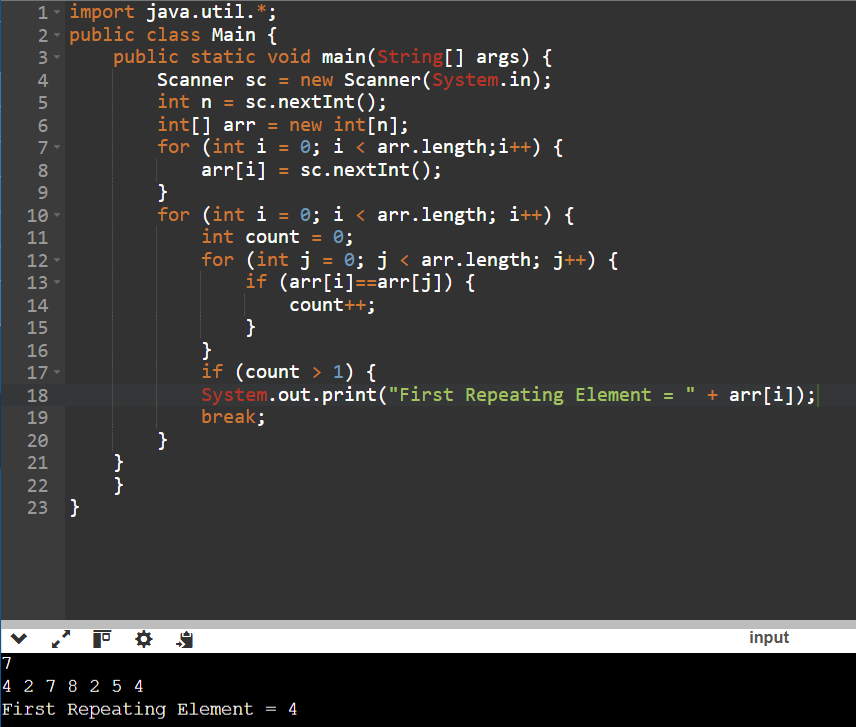 1 import java.util.*;
2 public class Main {
3     public static void main(String[] args) {
4         Scanner sc = new Scanner(System.in);
5         int n = sc.nextInt();
6         int[] arr = new int[n];
7         for (int i = 0; i < arr.length;i++) {
8             arr[i] = sc.nextInt();
9         }
10         for (int i = 0; i < arr.length; i++) {
11             int count = 0;
12             for (int j = 0; j < arr.length; j++) {
13                 if (arr[i]==arr[j]) {
14                     count++;
15                 }
16             }
17             if (count > 1) {
18             System.out.print("First Repeating Element = " + arr[i]);
19             break;
20         }
21     }
22     }
23 }
input
7
4 2 7 8 2 5 4
First Repeating Element = 4